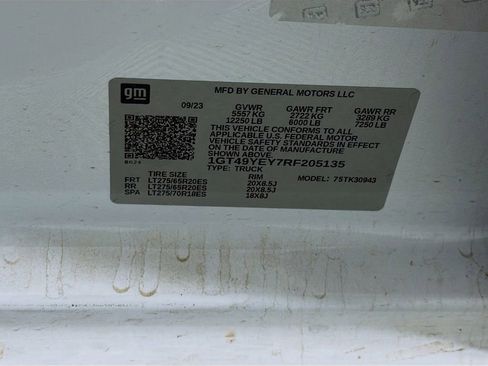 gm
MFD BY GENERAL MOTORS LLC
09/23 GVWR GAWR FRT GAWR RR
5557 KG 2722 KG 3289 KG
12250 LB 6000 LB 7250 LB
THIS VEHICLE CONFORMS TO ALL
APPLICABLE U.S. FEDERAL MOTOR
VEHICLE SAFETY STANDARDS IN EFFECT
ON THE DATE OF MANUFACTURE
SHOWN ABOVE.
1GT49YEY7RF205135
TYPE: TRUCK MODEL: 75TK30943
TIRE SIZE RIM
FRT LT275/65R20ES 20X8.5J
RR LT275/65R20ES 20X8.5J
SPA LT275/70R18ES 18X8J